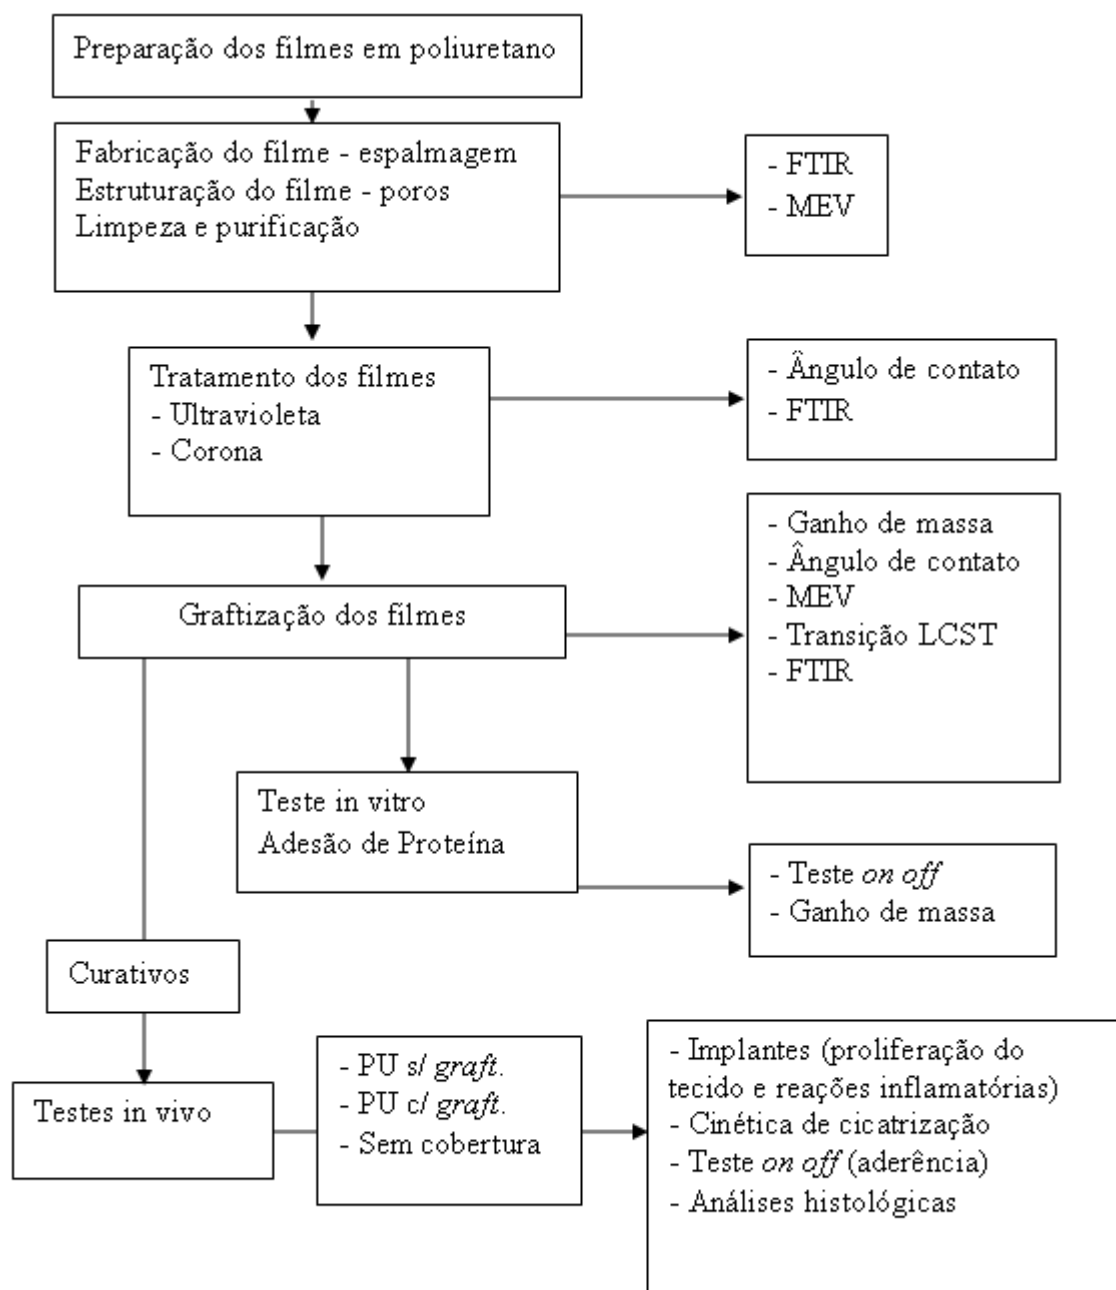 Preparação dos filmes em poliuretano
Fabricação do filme - espalmagem
Estruturação do filme - poros
Limpeza e purificação
- FTIR
- MEV
Tratamento dos filmes
- Ultravioleta
- Corona
- Ângulo de contato
- FTIR
Graftização dos filmes
- Ganho de massa
- Ângulo de contato
- MEV
- Transição LCST
- FTIR
Teste in vitro
Adesão de Proteína
- Teste on off
- Ganho de massa
Curativos
Testes in vivo
- PU s/ graft.
- PU c/ graft.
- Sem cobertura
- Implantes (proliferação do
tecido e reações inflamatórias)
- Cinética de cicatrização
- Teste on off (aderência)
- Análises histológicas